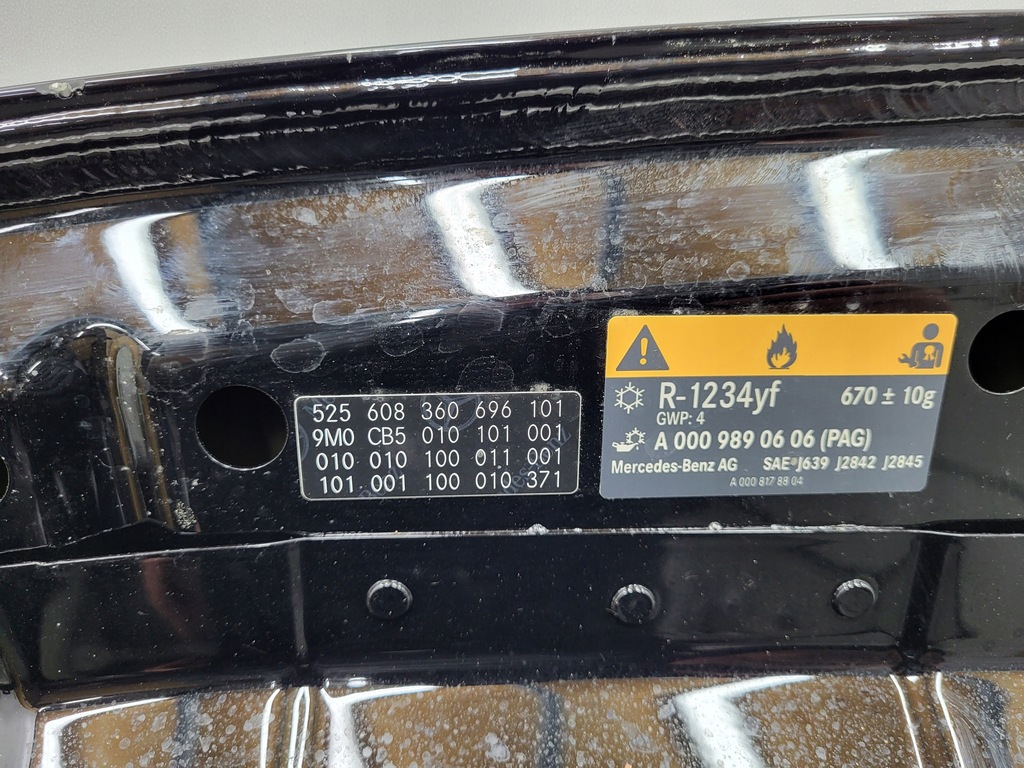 525 608 360 696 101
9M0 CB5 010 101 001
010 010 100 011 001
101 001 100 010 371
R-1234yf 670 ± 10g
GWP: 4
A 000 989 06 06 (PAG)
Mercedes-Benz AG SAE J639 J2842 J2845
A 000 817 88 04